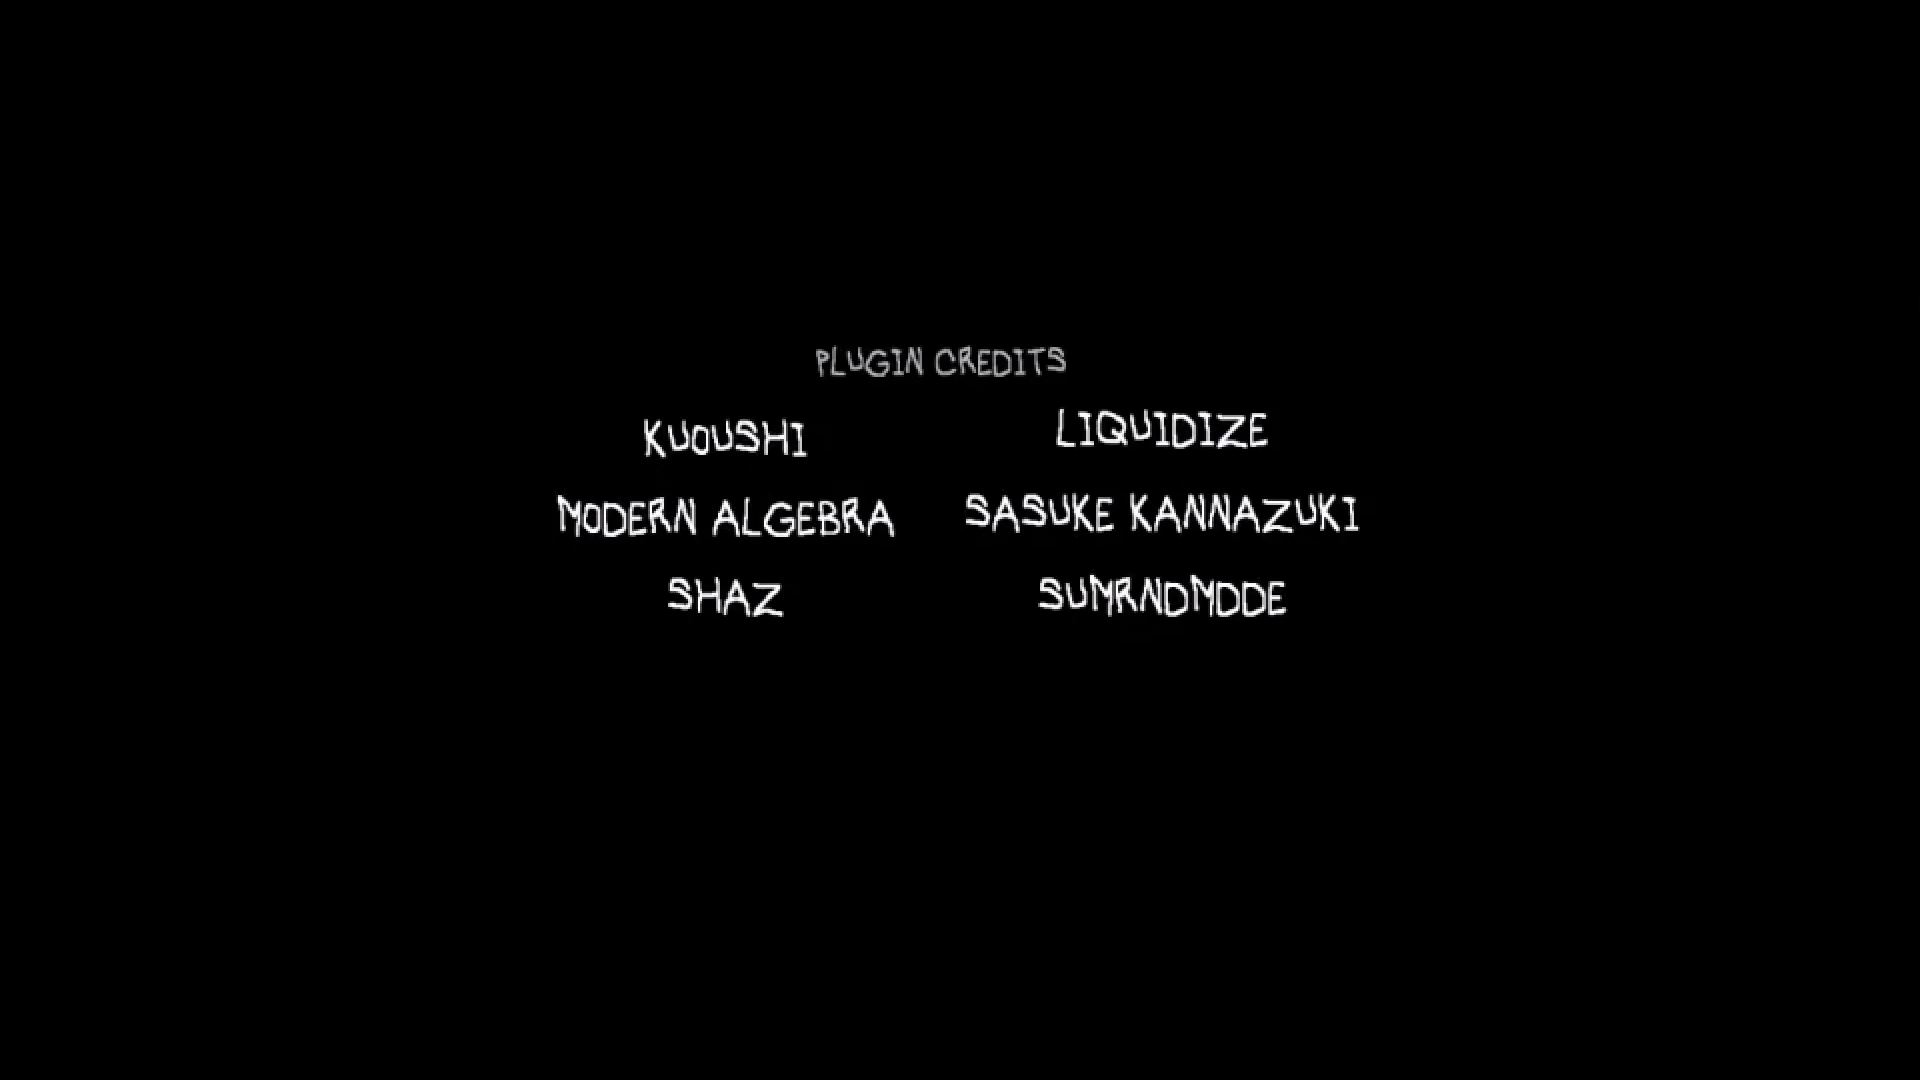 PLUGIN CREDITS
KUOUSHI LIQUIDIZE
MODERN ALGEBRA SASUKE KANNAZUKI
SHAZ SUMRNDMDDE